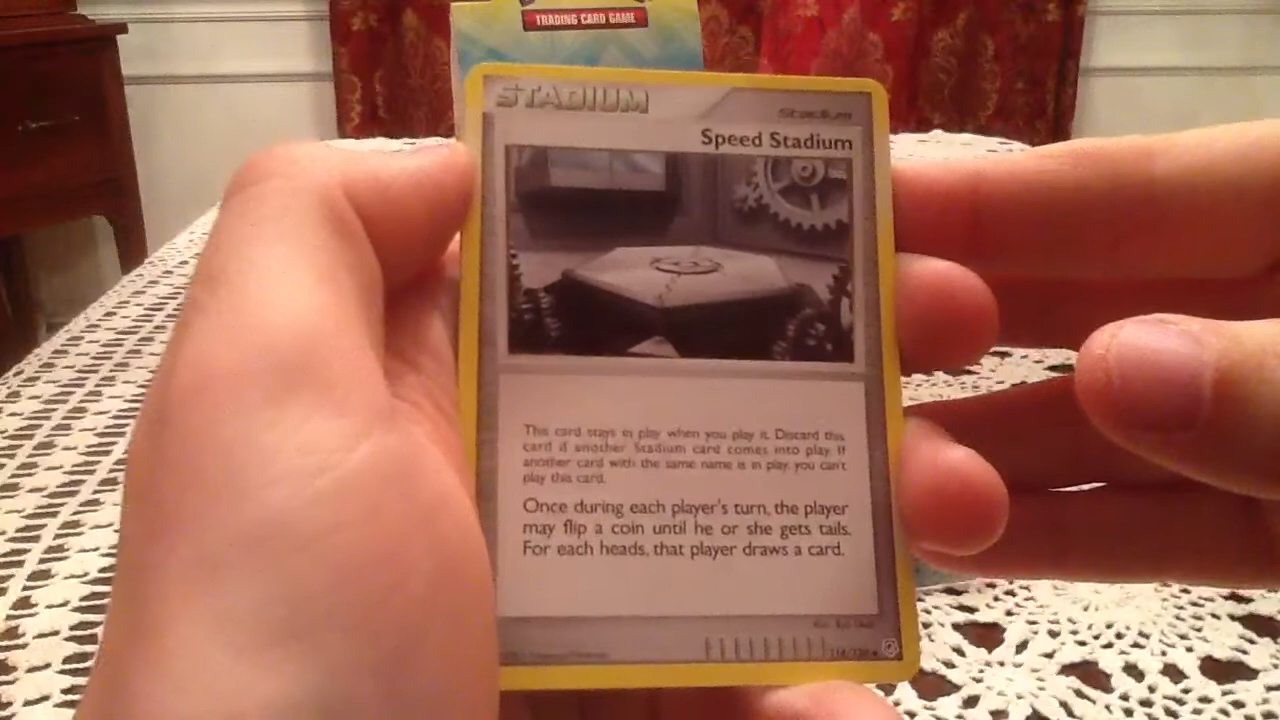 TRADING CARD GAME
STADIUM
Stadium
Speed Stadium
This card stays in play when you play it. Discard this
card if another Stadium card comes into play. If
another card with the same name is in play, you can't
play this card.
Once during each player's turn, the player
may flip a coin until he or she gets tails.
For each heads, that player draws a card.